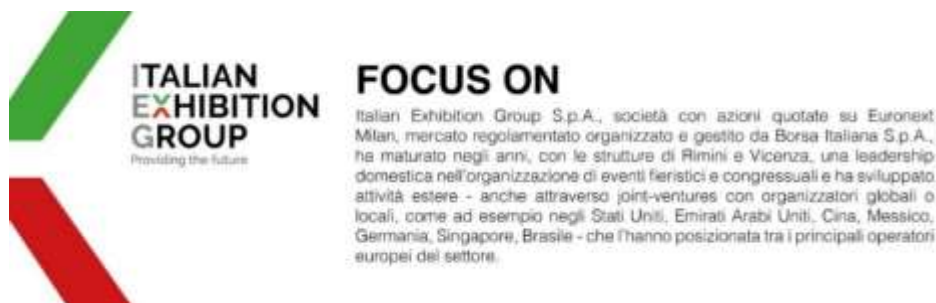 ITALIAN
EXHIBITION
GROUP
Providing the future
FOCUS ON
Italian Exhibition Group S.p.A., società con azioni quotate su Euronext
Milan, mercato regolamentato organizzato e gestito da Borsa Italiana S.p.A.,
ha maturato negli anni, con le strutture di Rimini e Vicenza, una leadership
domestica nell'organizzazione di eventi fieristici e congressuali e ha sviluppato
attività estere - anche attraverso joint-ventures con organizzatori globali o
locali, come ad esempio negli Stati Uniti, Emirati Arabi Uniti, Cina, Messico,
Germania, Singapore, Brasile - che l'hanno posizionata tra i principali operatori
europei del settore.